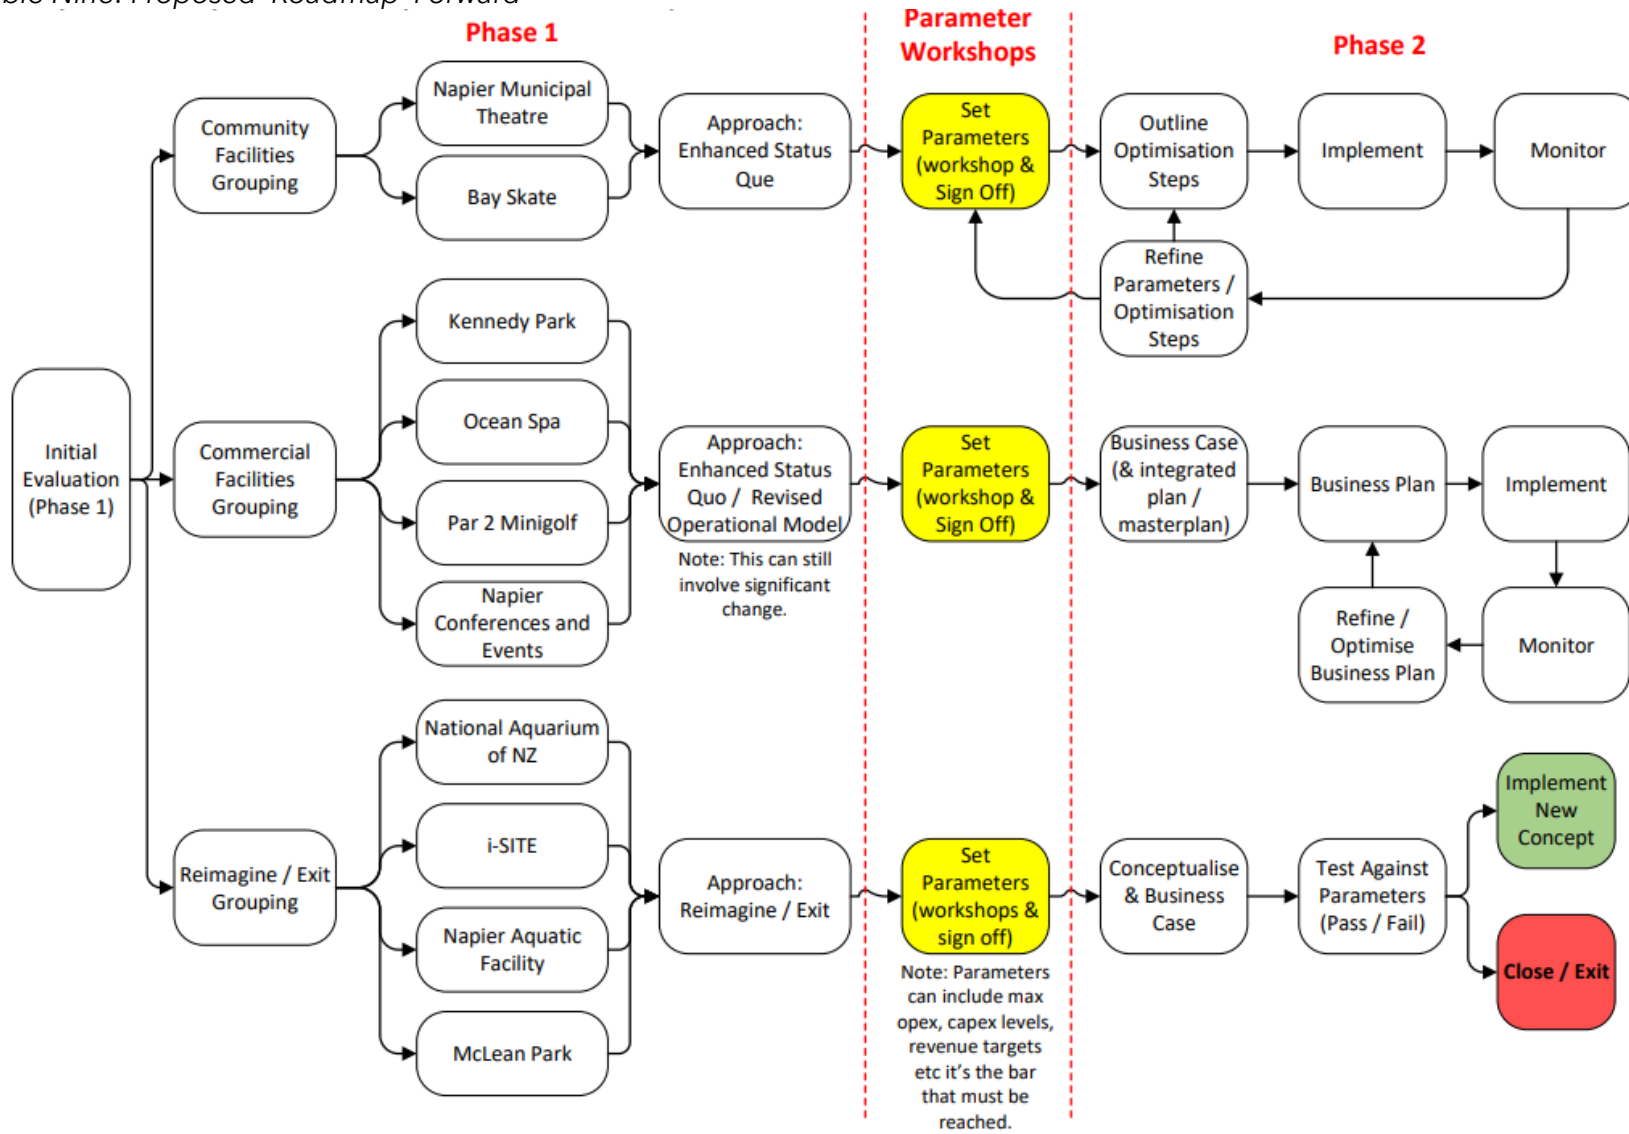 ble Nine: Proposed 'Roadmap' Forward
Phase 1
Parameter
Workshops
Phase 2
Initial
Evaluation
(Phase 1)
Community
Facilities
Grouping
Napier Municipal
Theatre
Bay Skate
Approach:
Enhanced Status
Que
Set
Parameters
(workshop &
Sign Off)
Outline
Optimisation
Steps
Implement
Monitor
Refine
Parameters /
Optimisation
Steps
Commercial
Facilities
Grouping
Kennedy Park
Ocean Spa
Par 2 Minigolf
Napier
Conferences and
Events
Approach:
Enhanced Status
Quo / Revised
Operational Model
Note: This can still
involve significant
change.
Set
Parameters
(workshop &
Sign Off)
Business Case
(& integrated
plan /
masterplan)
Business Plan
Implement
Monitor
Refine /
Optimise
Business Plan
Reimagine / Exit
Grouping
National Aquarium
of NZ
i-SITE
Napier Aquatic
Facility
McLean Park
Approach:
Reimagine / Exit
Set
Parameters
(workshops &
sign off)
Note: Parameters
can include max
opex, capex levels,
revenue targets
etc it's the bar
that must be
reached.
Conceptualise
& Business
Case
Test Against
Parameters
(Pass / Fail)
Implement
New
Concept
Close / Exit